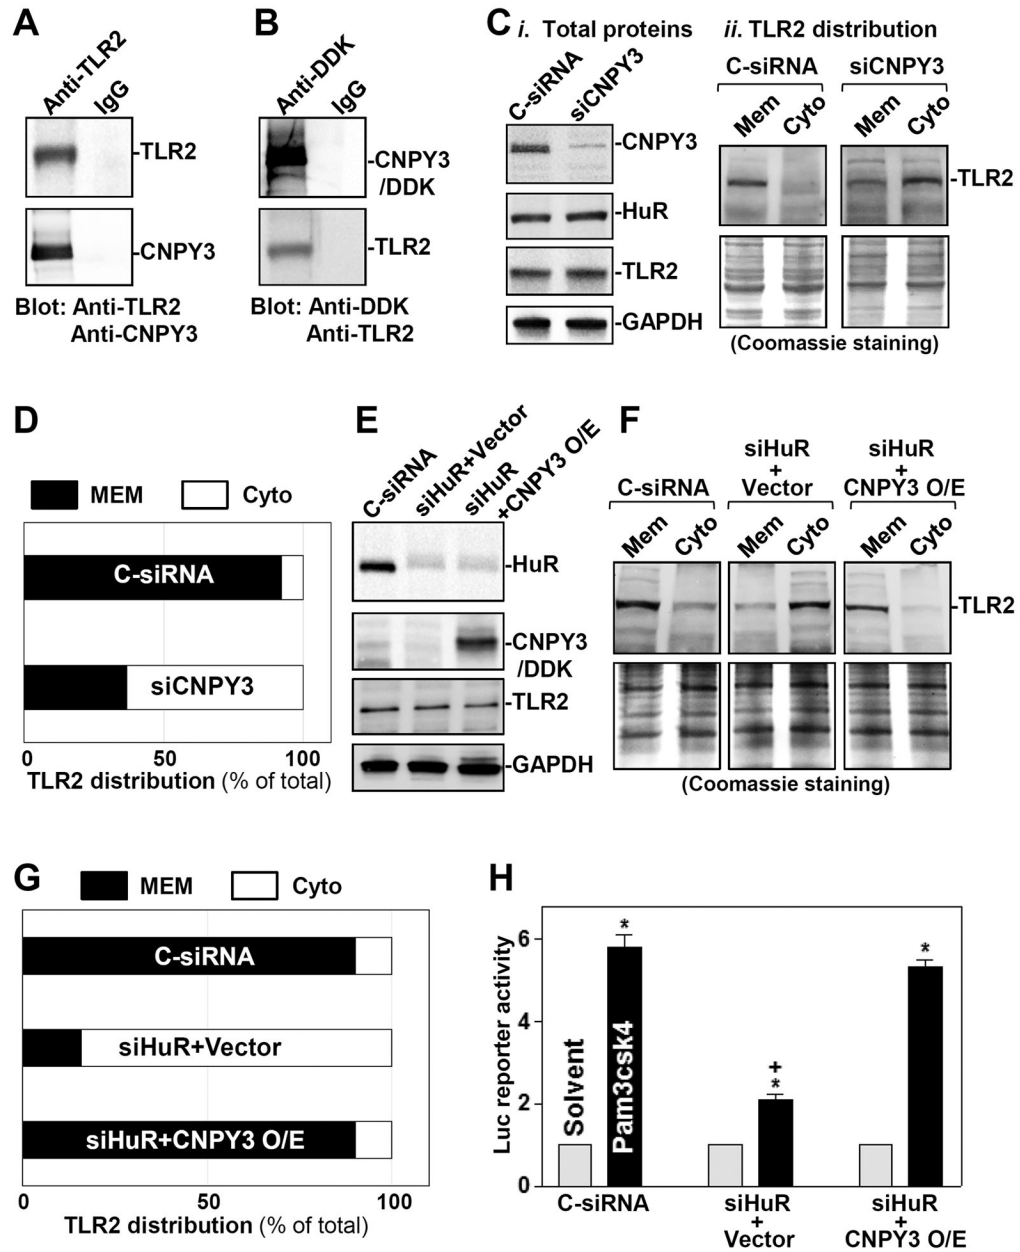 A
Anti-TLR2
IgG
-TLR2
-CNPY3
Blot: Anti-TLR2
Anti-CNPY3
B
Anti-DDK
IgG
-CNPY3
/DDK
-TLR2
Blot: Anti-DDK
Anti-TLR2
C
i. Total proteins
C-siRNA
siCNPY3
-CNPY3
-HuR
-TLR2
-GAPDH
ii. TLR2 distribution
C-siRNA
siCNPY3
Mem
Cyto
Mem
Cyto
-TLR2
(Coomassie staining)
D
MEM
Cyto
C-siRNA
siCNPY3
0
50
100
TLR2 distribution (% of total)
E
C-siRNA
siHuR+Vector
siHuR
+CNPY3 O/E
-HuR
-CNPY3
/DDK
-TLR2
-GAPDH
F
C-siRNA
siHuR
+
Vector
siHuR
+
CNPY3 O/E
Mem
Cyto
Mem
Cyto
Mem
Cyto
-TLR2
(Coomassie staining)
G
MEM
Cyto
C-siRNA
siHuR+Vector
siHuR+CNPY3 O/E
0
50
100
TLR2 distribution (% of total)
H
Luc reporter activity
6
4
2
0
Solvent
Pam3csk4
*
+
*
*
C-siRNA
siHuR
+
Vector
siHuR
+
CNPY3 O/E